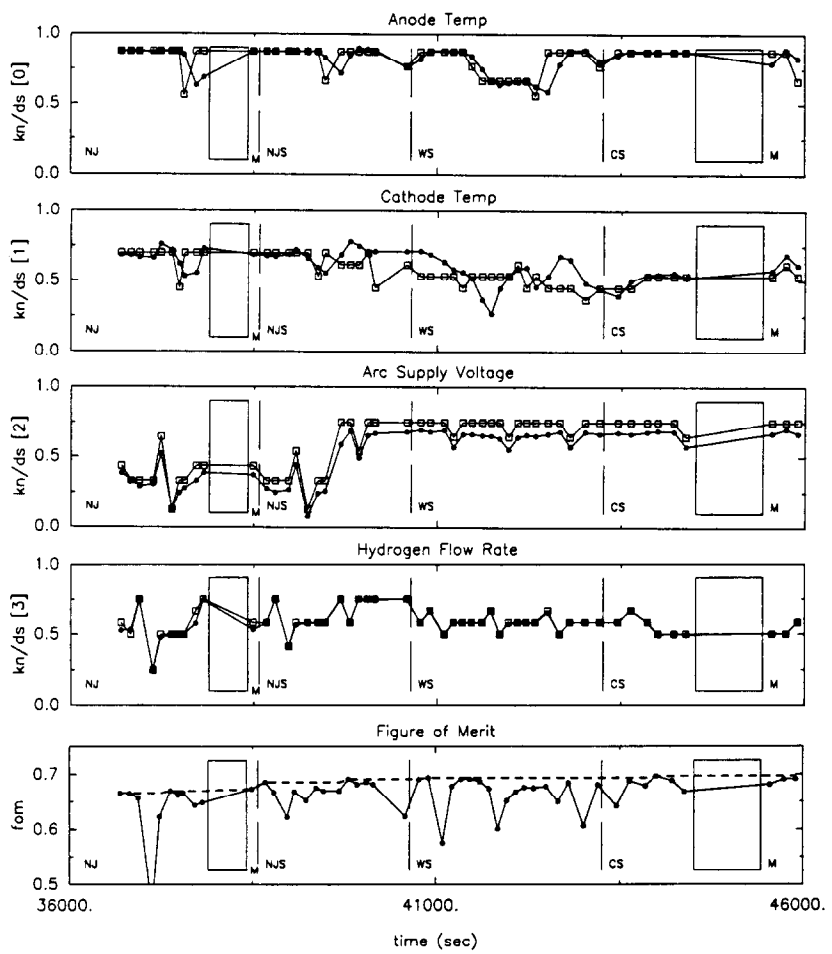 Anode Temp
1.0
kn/ds [0]
0.5
0.0
NJ
M
NJS
WS
CS
M
Cathode Temp
1.0
kn/ds [1]
0.5
0.0
NJ
M
NJS
WS
CS
M
Arc Supply Voltage
1.0
kn/ds [2]
0.5
0.0
NJ
M
NJS
WS
CS
M
Hydrogen Flow Rate
1.0
kn/ds [3]
0.5
0.0
NJ
M
NJS
WS
CS
M
Figure of Merit
0.7
fom
0.6
0.5
NJ
M
NJS
WS
CS
M
36000. 41000. 46000.
time (sec)